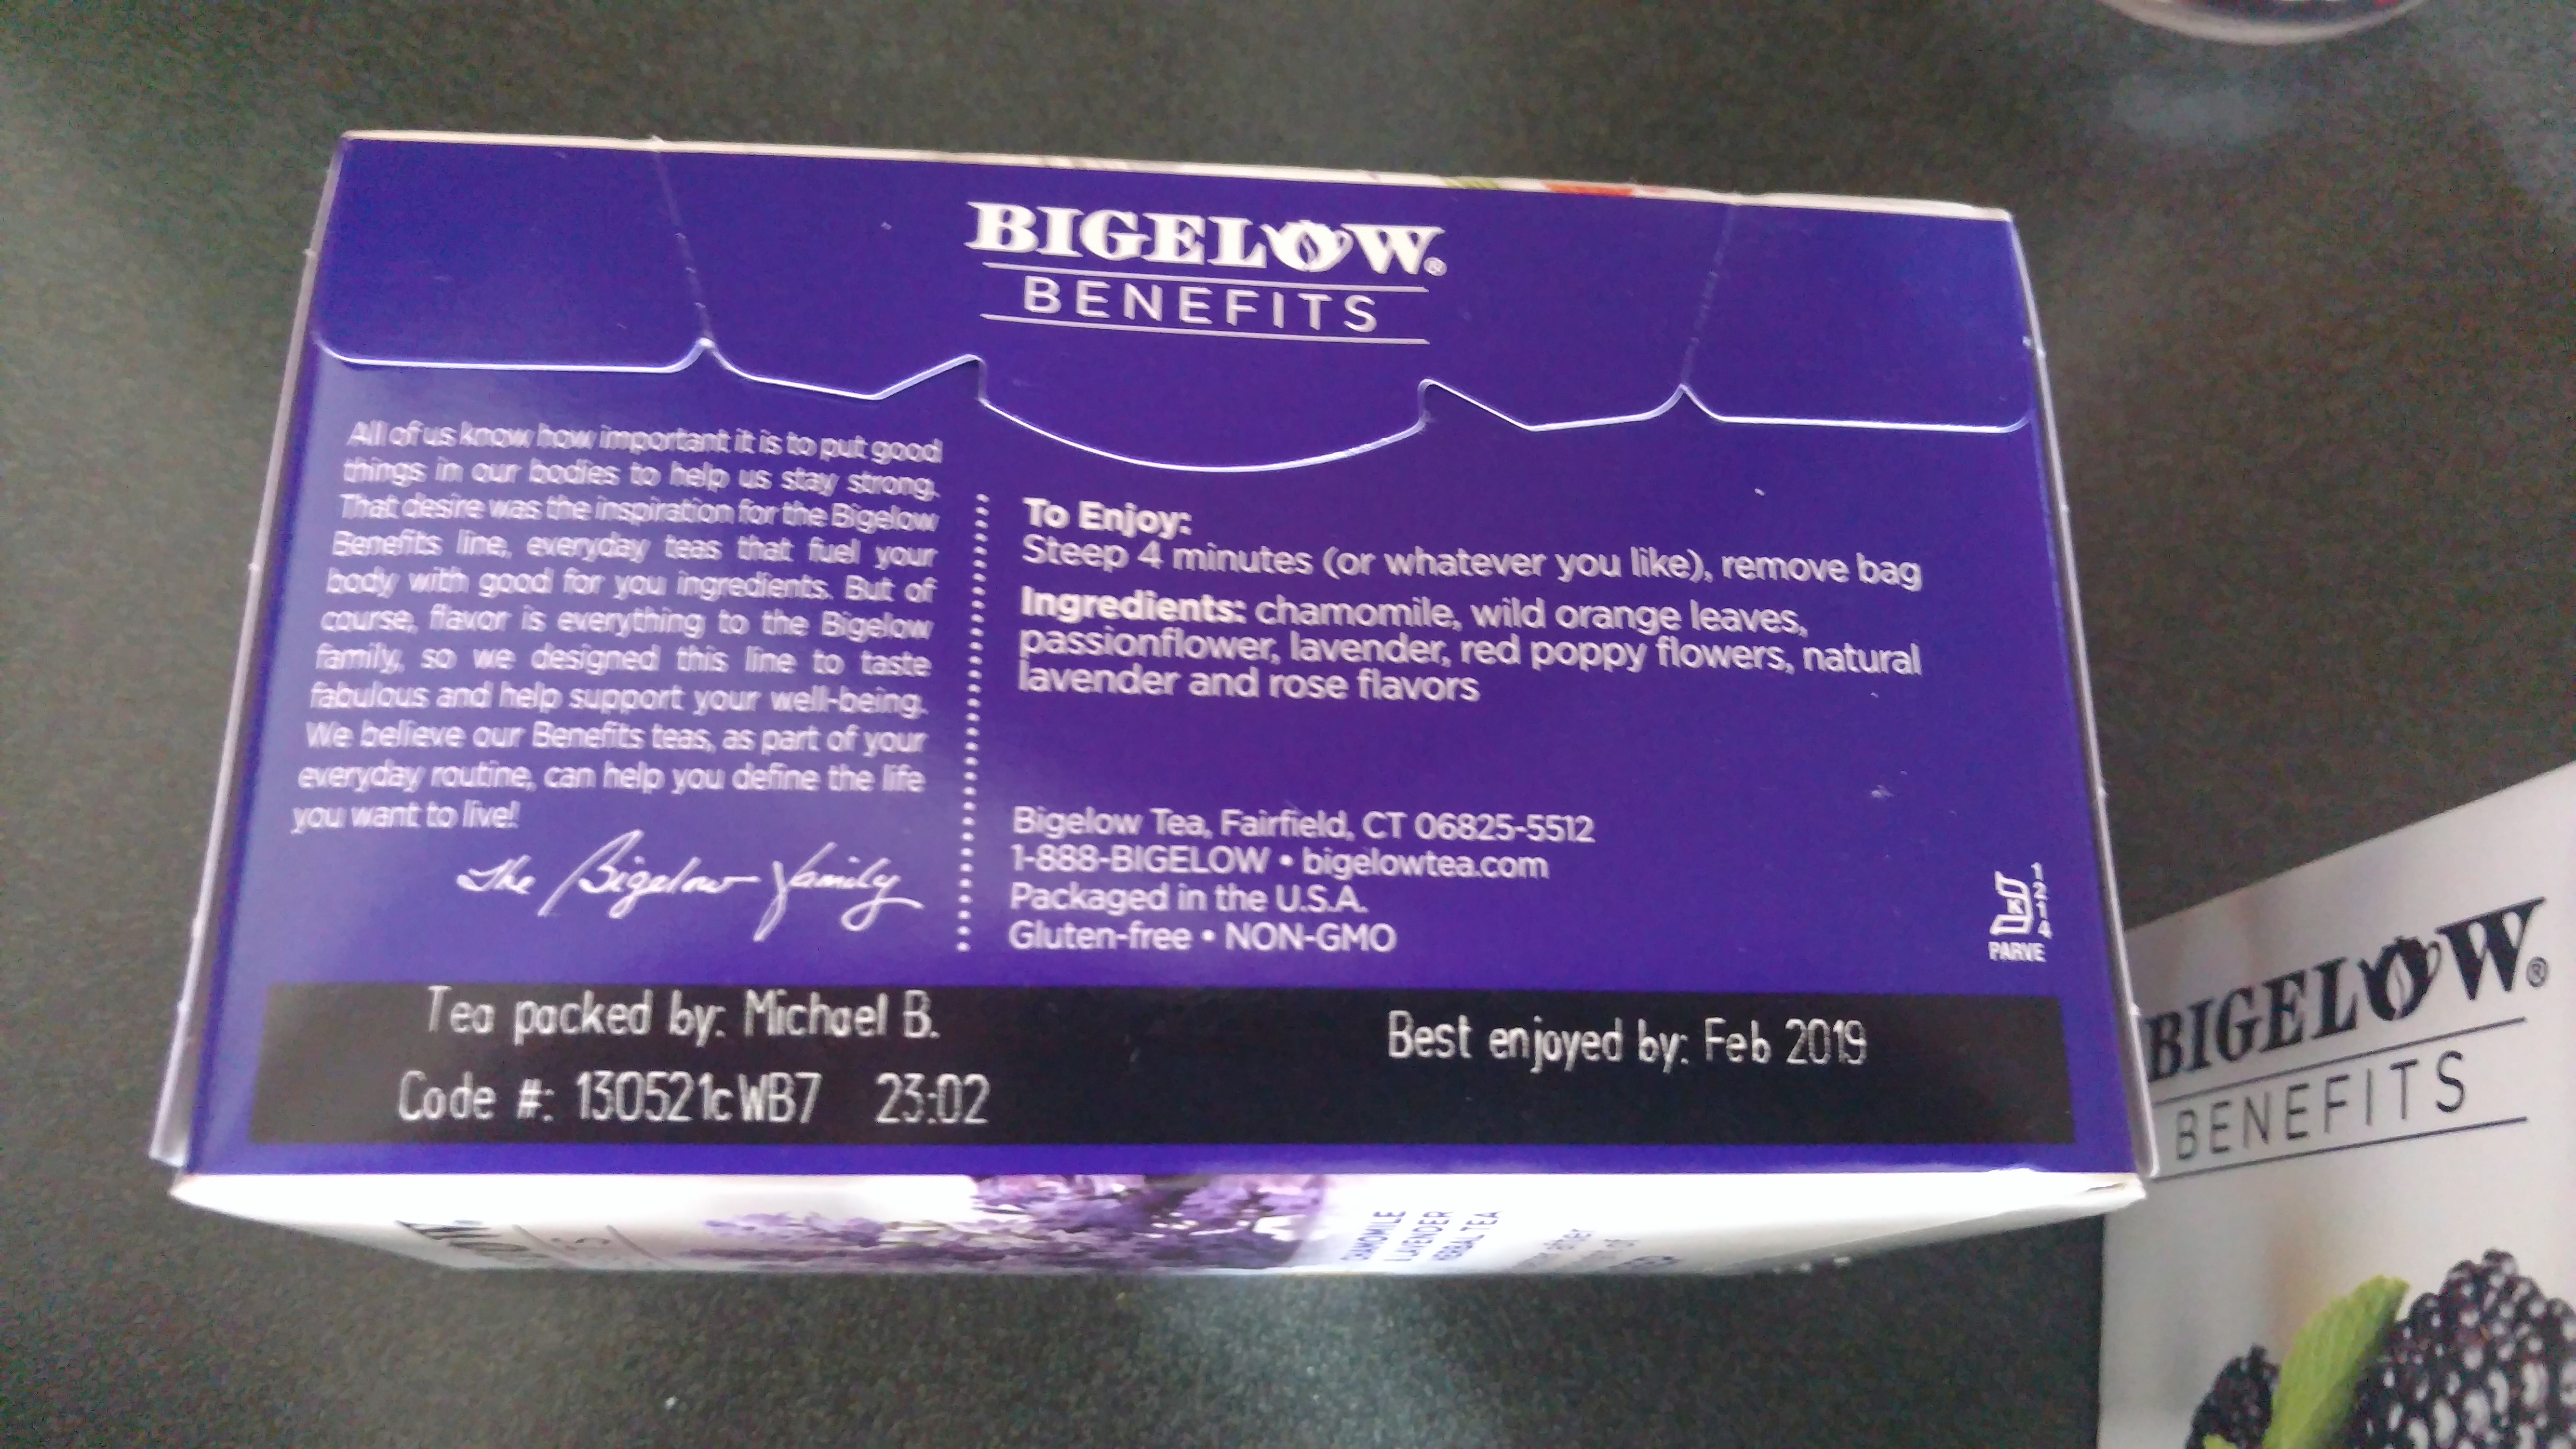 BIGELOW®
BENEFITS
All of us know how important it is to put good
things in our bodies to help us stay strong.
That desire was the inspiration for the Bigelow
Benefits line, everyday teas that fuel your
body with good for you ingredients. But of
course, flavor is everything to the Bigelow
family, so we designed this line to taste
fabulous and help support your well-being.
We believe our Benefits teas, as part of your
everyday routine, can help you define the life
you want to live!
The Bigelow Family
To Enjoy:
Steep 4 minutes (or whatever you like), remove bag
Ingredients: chamomile, wild orange leaves,
passionflower, lavender, red poppy flowers, natural
lavender and rose flavors
Bigelow Tea, Fairfield, CT 06825-5512
1-888-BIGELOW • bigelowtea.com
Packaged in the U.S.A.
Gluten-free • NON-GMO
K
1214
PARVE
Tea packed by: Michael B.
Code #: 130521cWB7 23:02
Best enjoyed by: Feb 2019
LAVENDER
TEA
BIGELOW®
BENEFITS